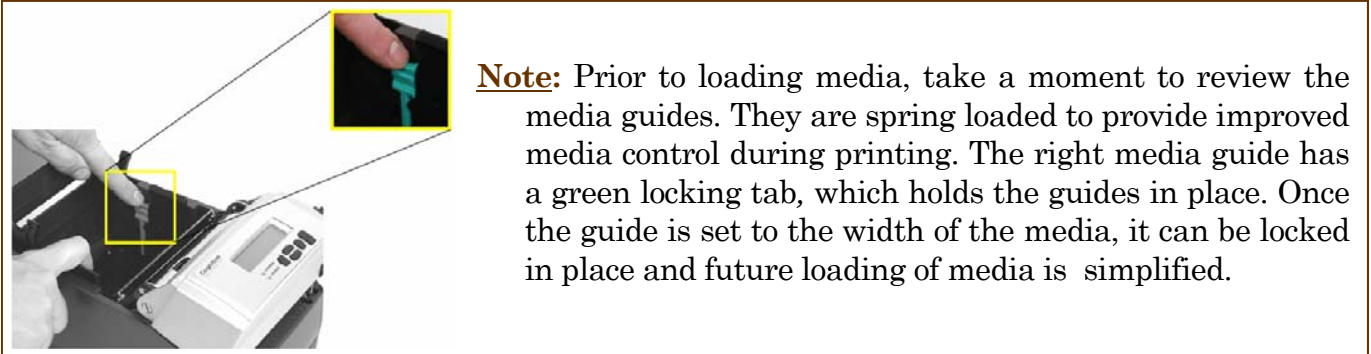 Note: Prior to loading media, take a moment to review the
media guides. They are spring loaded to provide improved
media control during printing. The right media guide has
a green locking tab, which holds the guides in place. Once
the guide is set to the width of the media, it can be locked
in place and future loading of media is simplified.
Cognitive